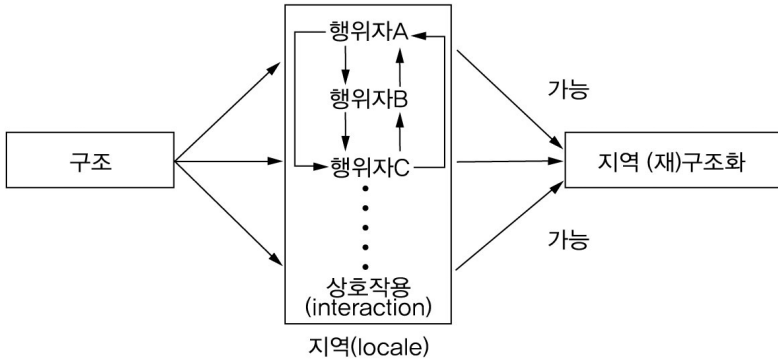 행위자A
가능
행위자B
구조
행위자C
지역 (재)구조화
가능
상호작용
(interaction)
지역(locale)